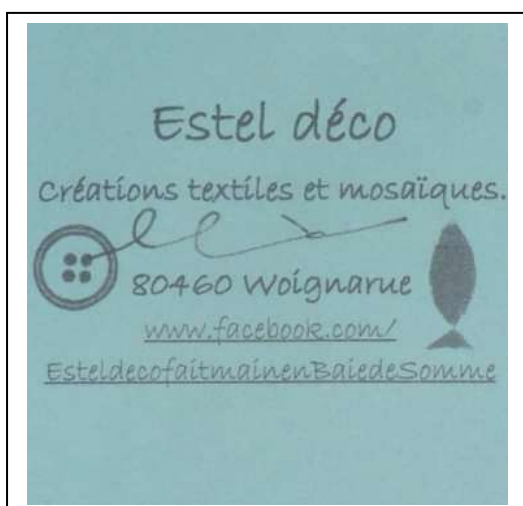 Estel déco
Créations textiles et mosaïques.
80460 Woignarue
www.facebook.com/
EsteldecofaitmainenBaiedeSomme